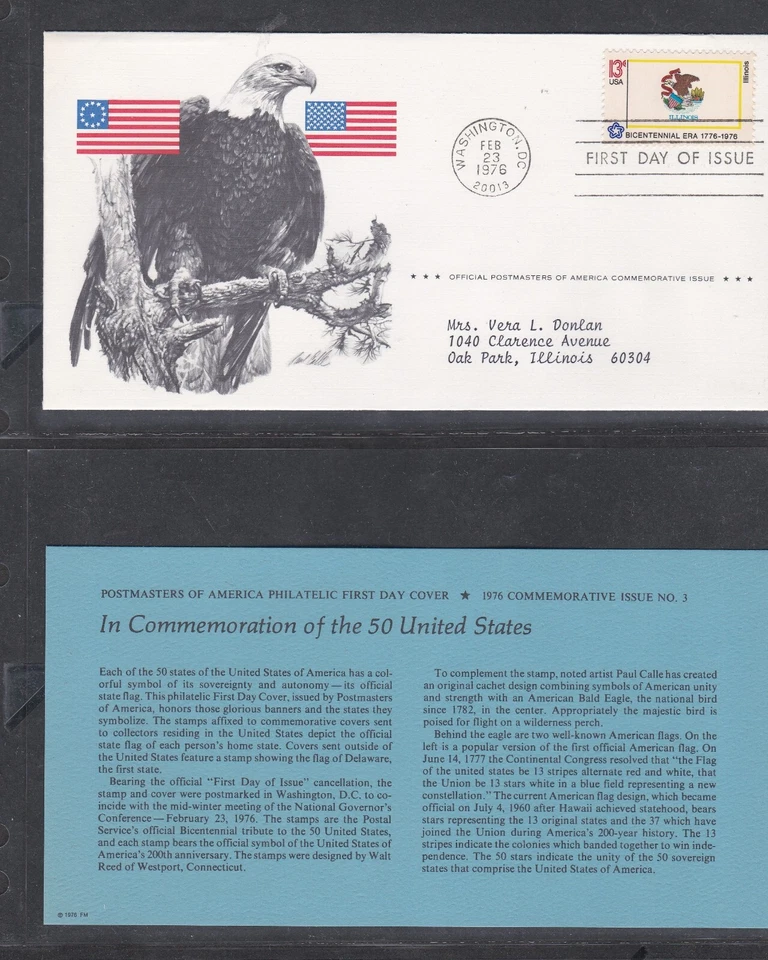 13¢
USA
Illinois
ILLINOIS
BICENTENNIAL ERA 1776-1976
WASHINGTON, DC
FEB
23
1976
20013
FIRST DAY OF ISSUE
★ ★ ★ OFFICIAL POSTMASTERS OF AMERICA COMMEMORATIVE ISSUE ★ ★ ★
Mrs. Vera L. Donlan
1040 Clarence Avenue
Oak Park, Illinois 60304
POSTMASTERS OF AMERICA PHILATELIC FIRST DAY COVER ★ 1976 COMMEMORATIVE ISSUE NO. 3
In Commemoration of the 50 United States
Each of the 50 states of the United States of America has a col-
orful symbol of its sovereignty and autonomy—its official
state flag. This philatelic First Day Cover, issued by Postmasters
of America, honors those glorious banners and the states they
symbolize. The stamps affixed to commemorative covers sent
to collectors residing in the United States depict the official
state flag of each person's home state. Covers sent outside of
the United States feature a stamp showing the flag of Delaware,
the first state.
Bearing the official "First Day of Issue" cancellation, the
stamp and cover were postmarked in Washington, D.C. to co-
incide with the mid-winter meeting of the National Governor's
Conference—February 23, 1976. The stamps are the Postal
Service's official Bicentennial tribute to the 50 United States,
and each stamp bears the official symbol of the United States of
America's 200th anniversary. The stamps were designed by Walt
Reed of Westport, Connecticut.
To complement the stamp, noted artist Paul Calle has created
an original cachet design combining symbols of American unity
and strength with an American Bald Eagle, the national bird
since 1782, in the center. Appropriately the majestic bird is
poised for flight on a wilderness perch.
Behind the eagle are two well-known American flags. On the
left is a popular version of the first official American flag. On
June 14, 1777 the Continental Congress resolved that "the Flag
of the united states be 13 stripes alternate red and white, that
the Union be 13 stars white in a blue field representing a new
constellation." The current American flag design, which became
official on July 4, 1960 after Hawaii achieved statehood, bears
stars representing the 13 original states and the 37 which have
joined the Union during America's 200-year history. The 13
stripes indicate the colonies which banded together to win inde-
pendence. The 50 stars indicate the unity of the 50 sovereign
states that comprise the United States of America.
© 1976 FM